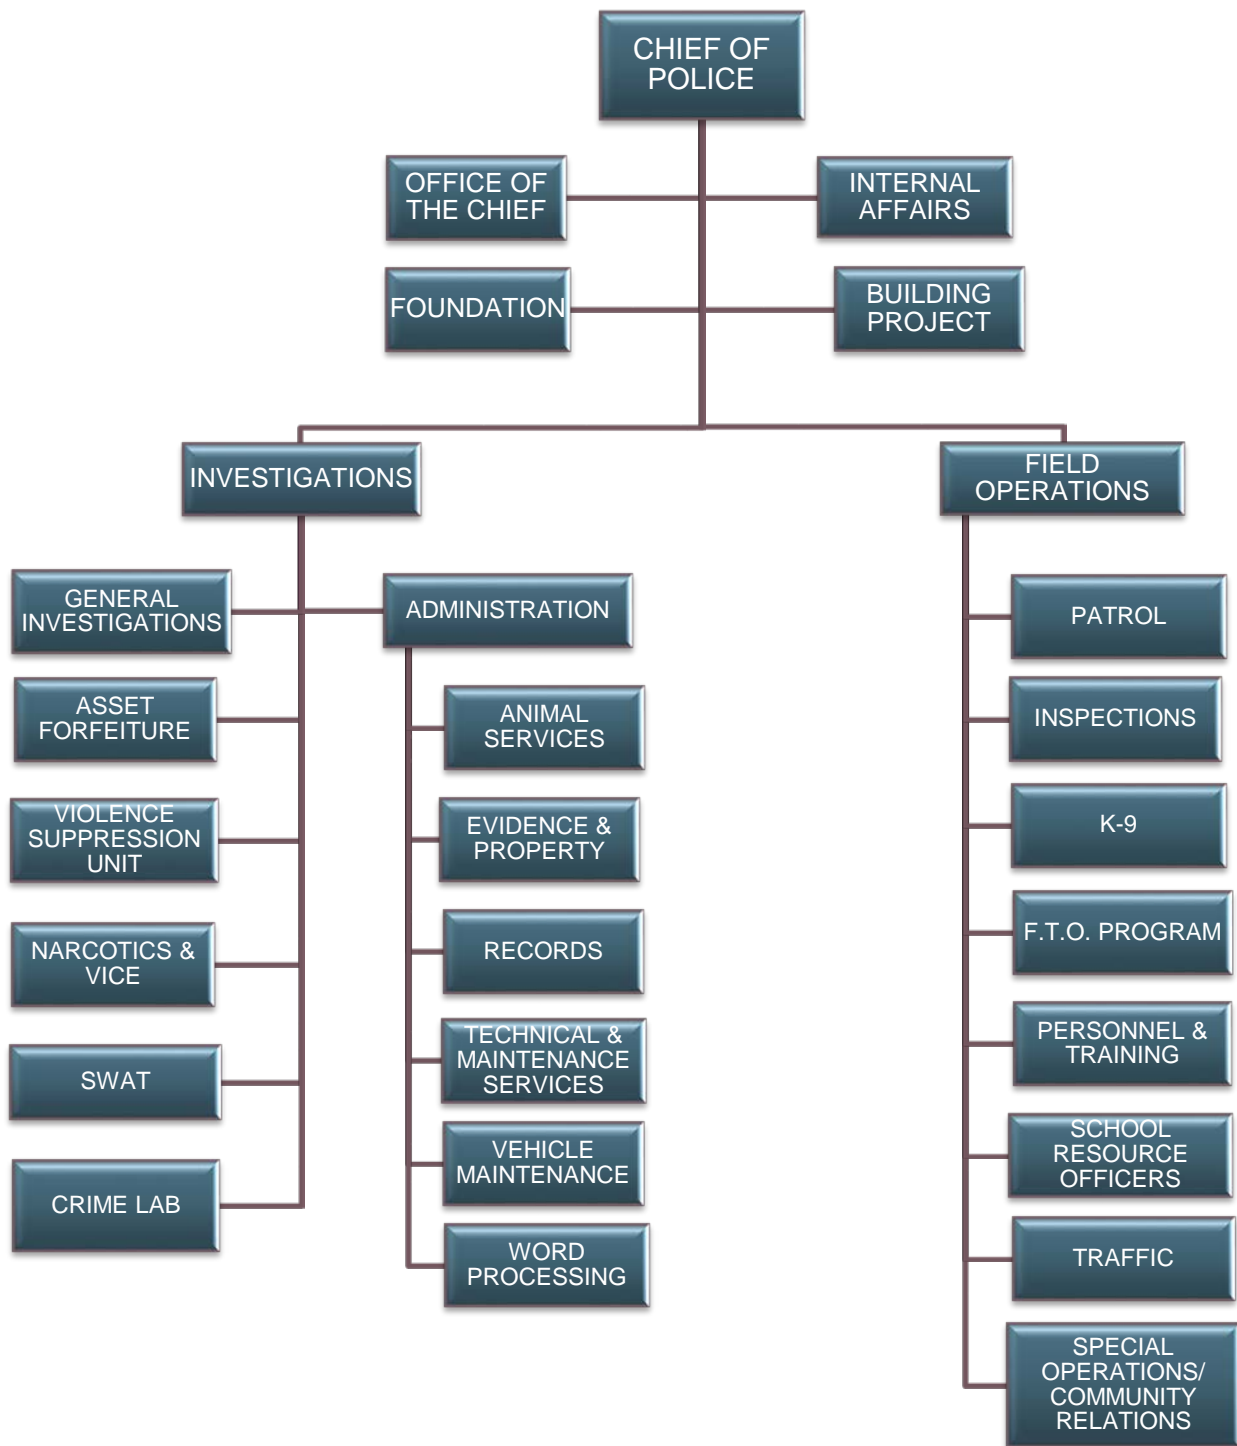 CHIEF OF
POLICE
OFFICE OF
THE CHIEF
INTERNAL
AFFAIRS
FOUNDATION
BUILDING
PROJECT
INVESTIGATIONS
FIELD
OPERATIONS
GENERAL
INVESTIGATIONS
ASSET
FORFEITURE
VIOLENCE
SUPPRESSION
UNIT
NARCOTICS &
VICE
SWAT
CRIME LAB
ADMINISTRATION
ANIMAL
SERVICES
EVIDENCE &
PROPERTY
RECORDS
TECHNICAL &
MAINTENANCE
SERVICES
VEHICLE
MAINTENANCE
WORD
PROCESSING
PATROL
INSPECTIONS
K-9
F.T.O. PROGRAM
PERSONNEL &
TRAINING
SCHOOL
RESOURCE
OFFICERS
TRAFFIC
SPECIAL
OPERATIONS/
COMMUNITY
RELATIONS